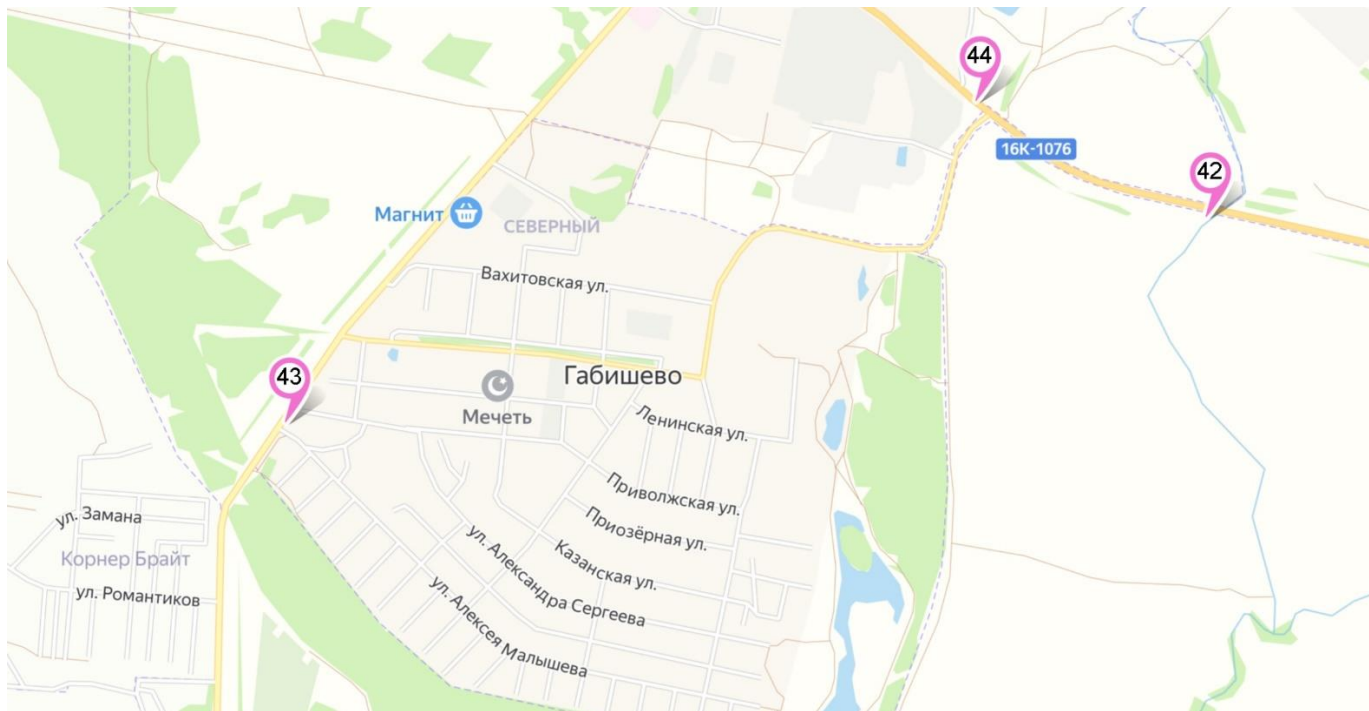 44
16К-1076
42
Магнит
СЕВЕРНЫЙ
Вахитовская ул.
43
Габишево
Мечеть
Ленинская ул.
Приволжская ул.
ул. Замана
Приозёрная ул.
Корнер Брайт
Казанская ул.
ул. Александра Сергеева
ул. Романтиков
ул. Алексея Малышева